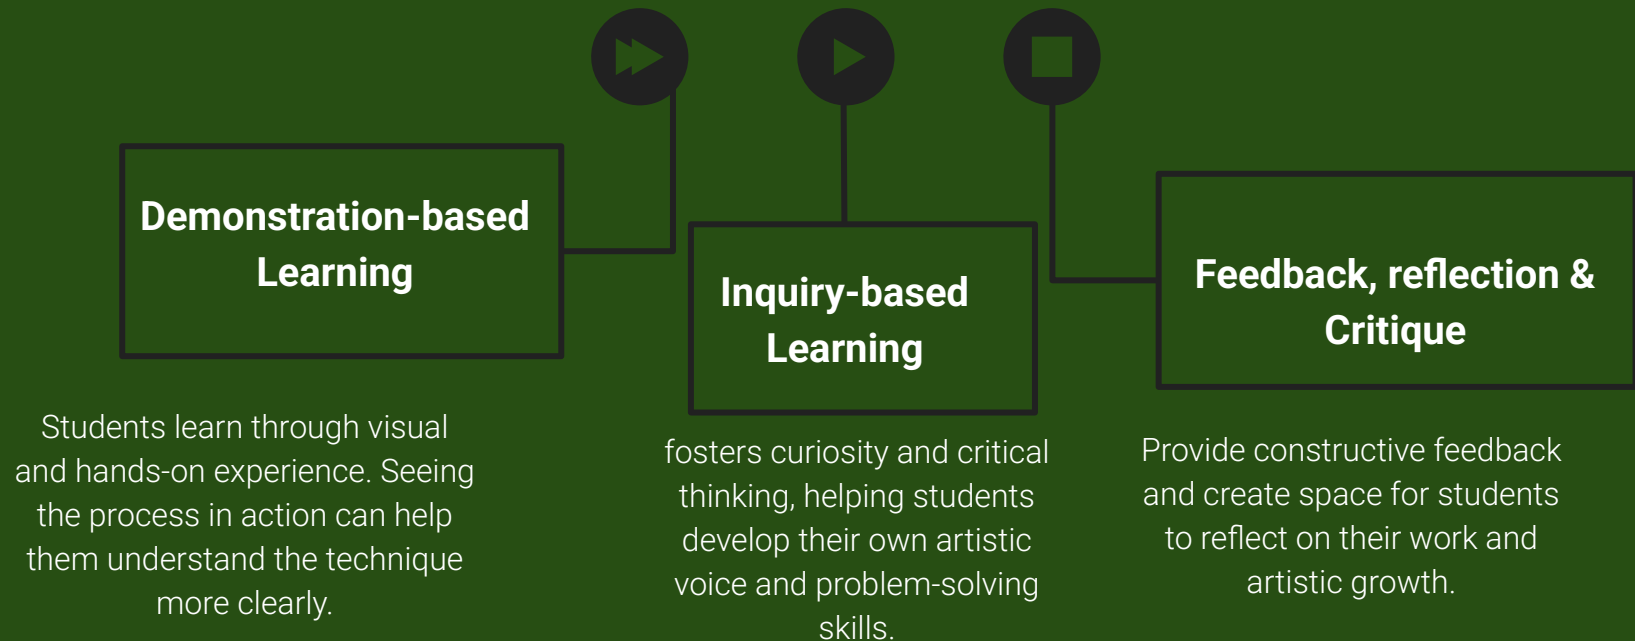 Demonstration-based
Learning
Students learn through visual
and hands-on experience. Seeing
the process in action can help
them understand the technique
more clearly.
Inquiry-based
Learning
fosters curiosity and critical
thinking, helping students
develop their own artistic
voice and problem-solving
skills.
Feedback, reflection &
Critique
Provide constructive feedback
and create space for students
to reflect on their work and
artistic growth.